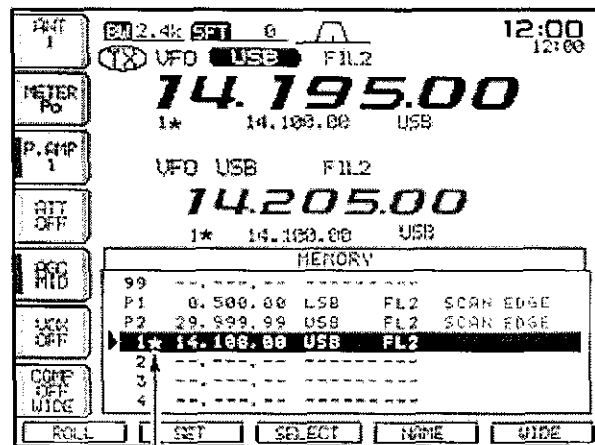 ANT
1
BW 2.4k SFT 0
12:00
12:00
TX VFO USB FIL2
METER
Po
14.195.00
1★ 14.100.00 USB
P.AMP
1
VFO USB FIL2
ATT
OFF
14.205.00
1★ 14.100.00 USB
MEMORY
AGC
MID
99 --.---.-- ---------
P1 0.500.00 LSB FL2 SCAN EDGE
P2 29.999.99 USB FL2 SCAN EDGE
VOX
OFF
1★ 14.100.00 USB FL2
2 --.---.-- ---------
3 --.---.-- ---------
COMP
OFF
WIDE
4 --.---.-- ---------
ROLL SET SELECT NAME WIDE